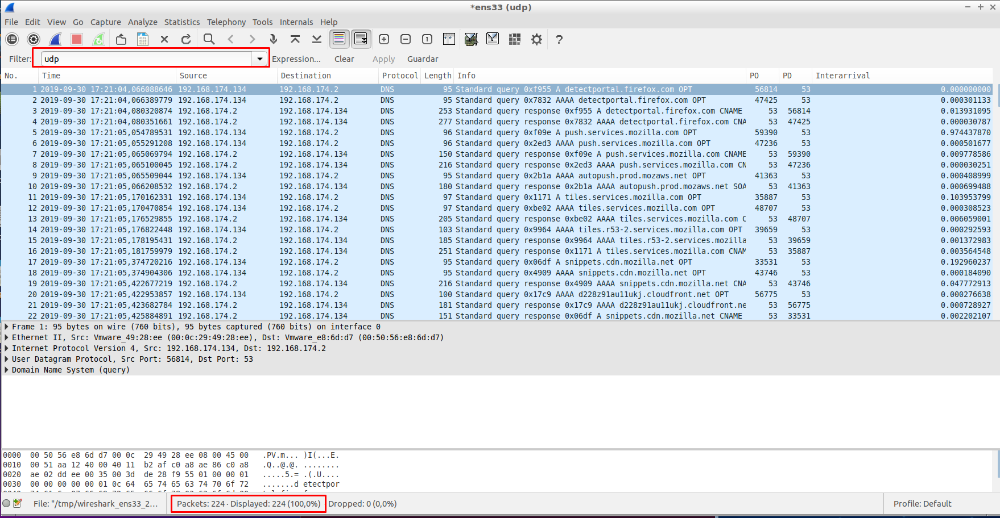 *ens33 (udp)
File Edit View Go Capture Analyze Statistics Telephony Tools Internals Help
Filter: udp Expression... Clear Apply Guardar
No. Time Source Destination Protocol Length Info PO PD Interarrival
1 2019-09-30 17:21:04,066088646 192.168.174.134 192.168.174.2 DNS 95 Standard query 0xf955 A detectportal.firefox.com OPT 56814 53 0.000000000
2 2019-09-30 17:21:04,066389779 192.168.174.134 192.168.174.2 DNS 95 Standard query 0x7832 AAAA detectportal.firefox.com OPT 47425 53 0.000301133
3 2019-09-30 17:21:04,080320874 192.168.174.2 192.168.174.134 DNS 253 Standard query response 0xf955 A detectportal.firefox.com CNAME 53 56814 0.013931095
4 2019-09-30 17:21:04,080351661 192.168.174.2 192.168.174.134 DNS 277 Standard query response 0x7832 AAAA detectportal.firefox.com CNA 53 47425 0.000030787
5 2019-09-30 17:21:05,054789531 192.168.174.134 192.168.174.2 DNS 96 Standard query 0xf09e A push.services.mozilla.com OPT 59390 53 0.974437870
6 2019-09-30 17:21:05,055291208 192.168.174.134 192.168.174.2 DNS 96 Standard query 0x2ed3 AAAA push.services.mozilla.com OPT 47236 53 0.000501677
7 2019-09-30 17:21:05,065069794 192.168.174.2 192.168.174.134 DNS 150 Standard query response 0xf09e A push.services.mozilla.com CNAME 53 59390 0.009778586
8 2019-09-30 17:21:05,065100045 192.168.174.2 192.168.174.134 DNS 216 Standard query response 0x2ed3 AAAA push.services.mozilla.com CN 53 47236 0.000030251
9 2019-09-30 17:21:05,065509044 192.168.174.134 192.168.174.2 DNS 95 Standard query 0x2b1a AAAA autopush.prod.mozaws.net OPT 41363 53 0.000408999
10 2019-09-30 17:21:05,066208532 192.168.174.2 192.168.174.134 DNS 180 Standard query response 0x2b1a AAAA autopush.prod.mozaws.net SOA 53 41363 0.000699488
11 2019-09-30 17:21:05,170162331 192.168.174.134 192.168.174.2 DNS 97 Standard query 0x1171 A tiles.services.mozilla.com OPT 35887 53 0.103953799
12 2019-09-30 17:21:05,170470854 192.168.174.134 192.168.174.2 DNS 97 Standard query 0xbe02 AAAA tiles.services.mozilla.com OPT 48707 53 0.000308523
13 2019-09-30 17:21:05,176529855 192.168.174.2 192.168.174.134 DNS 205 Standard query response 0xbe02 AAAA tiles.services.mozilla.com C 53 48707 0.006059001
14 2019-09-30 17:21:05,176822448 192.168.174.134 192.168.174.2 DNS 103 Standard query 0x9964 AAAA tiles.r53-2.services.mozilla.com OPT 39659 53 0.000292593
15 2019-09-30 17:21:05,178195431 192.168.174.2 192.168.174.134 DNS 185 Standard query response 0x9964 AAAA tiles.r53-2.services.mozilla 53 39659 0.001372983
16 2019-09-30 17:21:05,181759979 192.168.174.2 192.168.174.134 DNS 251 Standard query response 0x1171 A tiles.services.mozilla.com CNAM 53 35887 0.003564548
17 2019-09-30 17:21:05,374720216 192.168.174.134 192.168.174.2 DNS 95 Standard query 0x06df A snippets.cdn.mozilla.net OPT 33531 53 0.192960237
18 2019-09-30 17:21:05,374904306 192.168.174.134 192.168.174.2 DNS 95 Standard query 0x4909 AAAA snippets.cdn.mozilla.net OPT 43746 53 0.000184090
19 2019-09-30 17:21:05,422677219 192.168.174.2 192.168.174.134 DNS 216 Standard query response 0x4909 AAAA snippets.cdn.mozilla.net CNA 53 43746 0.047772913
20 2019-09-30 17:21:05,422953857 192.168.174.134 192.168.174.2 DNS 100 Standard query 0x17c9 AAAA d228z91au11ukj.cloudfront.net OPT 56775 53 0.000276638
21 2019-09-30 17:21:05,423682784 192.168.174.2 192.168.174.134 DNS 181 Standard query response 0x17c9 AAAA d228z91au11ukj.cloudfront.ne 53 56775 0.000728927
22 2019-09-30 17:21:05,425884891 192.168.174.2 192.168.174.134 DNS 151 Standard query response 0x06df A snippets.cdn.mozilla.net CNAME 53 33531 0.002202107
Frame 1: 95 bytes on wire (760 bits), 95 bytes captured (760 bits) on interface 0
Ethernet II, Src: Vmware_49:28:ee (00:0c:29:49:28:ee), Dst: Vmware_e8:6d:d7 (00:50:56:e8:6d:d7)
Internet Protocol Version 4, Src: 192.168.174.134, Dst: 192.168.174.2
User Datagram Protocol, Src Port: 56814, Dst Port: 53
Domain Name System (query)
0000 00 50 56 e8 6d d7 00 0c 29 49 28 ee 08 00 45 00 .PV.m... )I(...E.
0010 00 51 aa 12 40 00 40 11 b2 af c0 a8 ae 86 c0 a8 .Q..@.@. ........
0020 ae 02 dd ee 00 35 00 3d de 28 f9 55 01 00 00 01 .....5.= .(.U....
0030 00 00 00 00 00 01 0c 64 65 74 65 63 74 70 6f 72 .......d etectpor
File: "/tmp/wireshark_ens33_2... Packets: 224 · Displayed: 224 (100,0%) Dropped: 0 (0,0%) Profile: Default